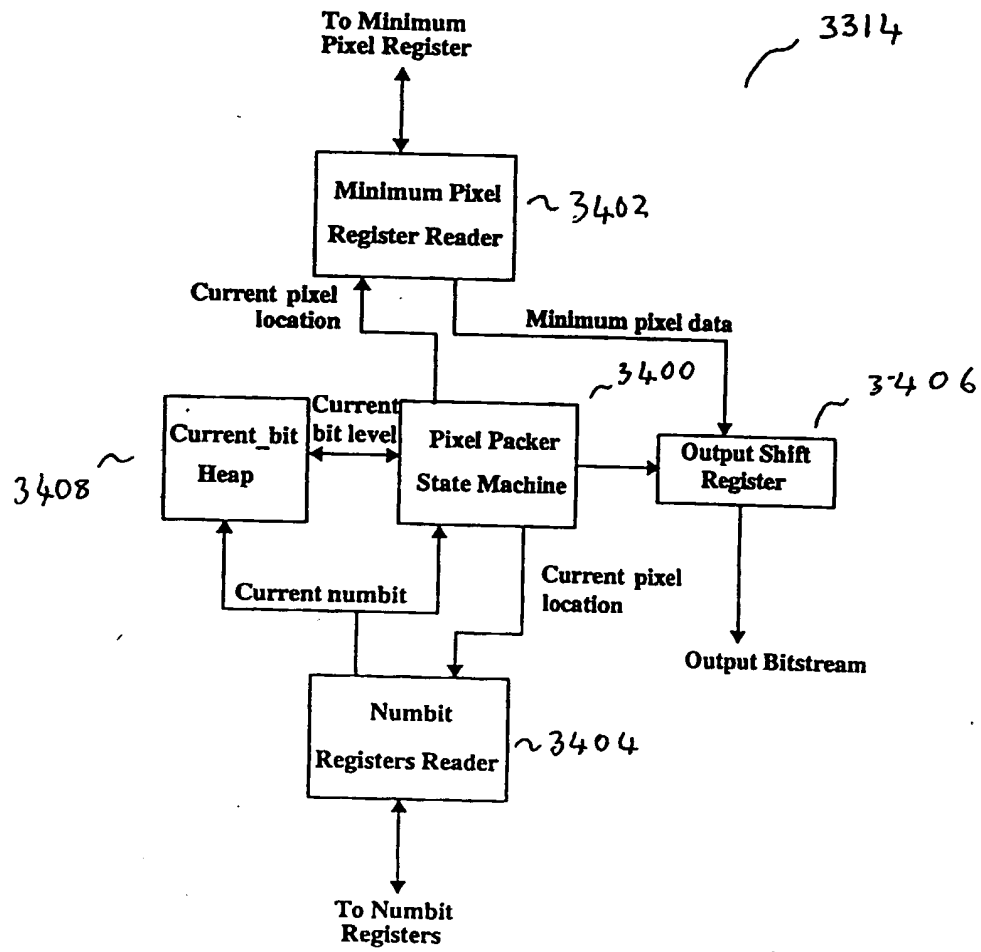 To Minimum
Pixel Register
3314
Minimum Pixel
Register Reader
3402
Current pixel
location
Minimum pixel data
3400
3406
Current
bit level
Current_bit
Heap
Pixel Packer
State Machine
Output Shift
Register
3408
Current numbit
Current pixel
location
Output Bitstream
Numbit
Registers Reader
3404
To Numbit
Registers